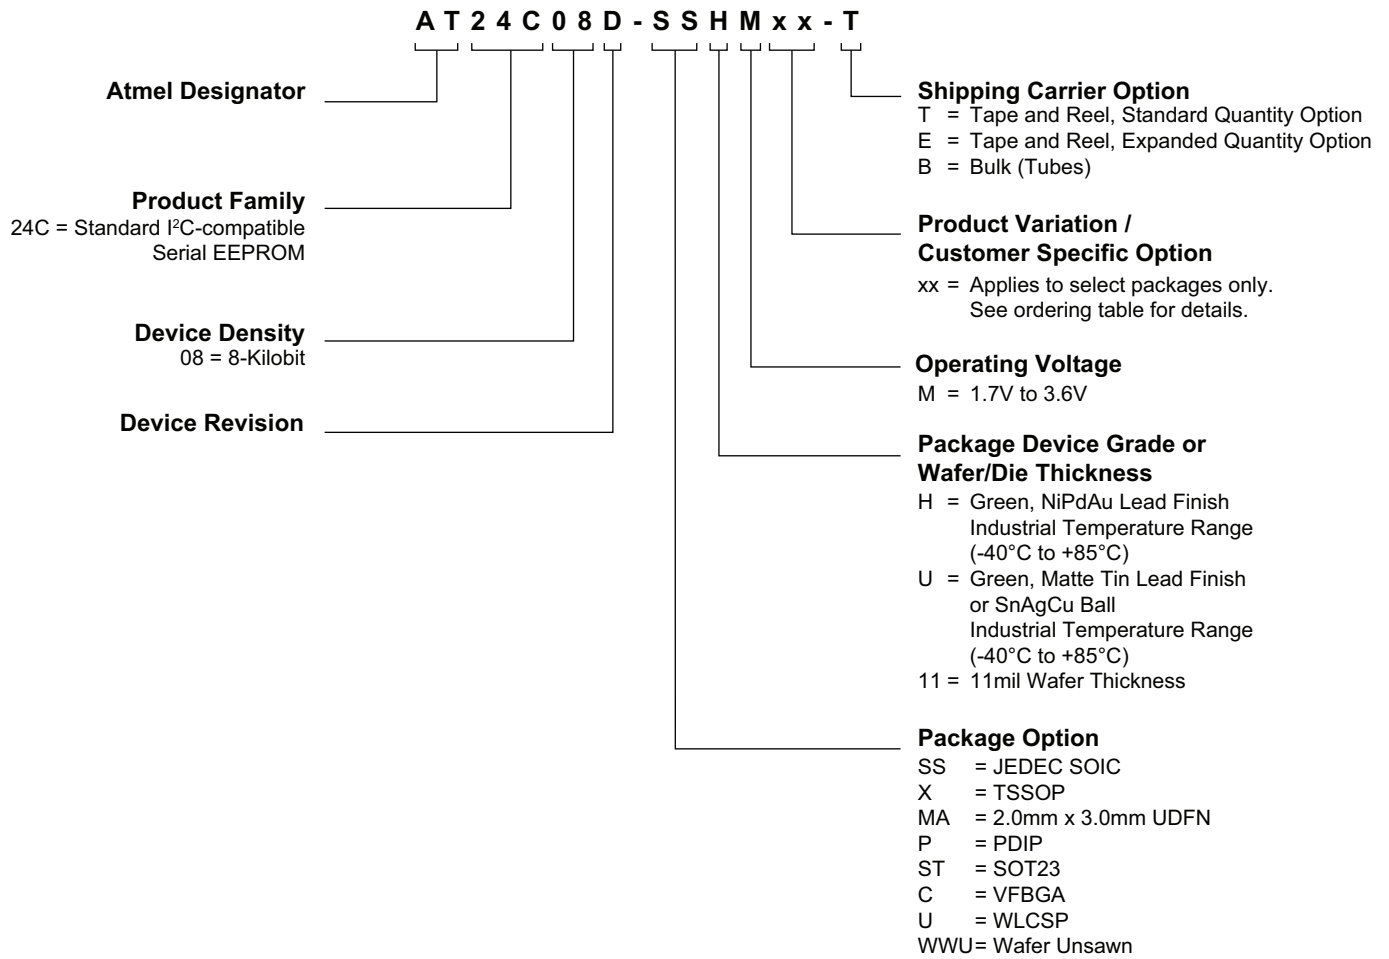 AT24C08D-SSHMxx-T
Atmel Designator
Product Family
24C = Standard I²C-compatible
Serial EEPROM
Device Density
08 = 8-Kilobit
Device Revision
Shipping Carrier Option
T = Tape and Reel, Standard Quantity Option
E = Tape and Reel, Expanded Quantity Option
B = Bulk (Tubes)
Product Variation /
Customer Specific Option
xx = Applies to select packages only.
See ordering table for details.
Operating Voltage
M = 1.7V to 3.6V
Package Device Grade or
Wafer/Die Thickness
H = Green, NiPdAu Lead Finish
Industrial Temperature Range
(-40°C to +85°C)
U = Green, Matte Tin Lead Finish
or SnAgCu Ball
Industrial Temperature Range
(-40°C to +85°C)
11 = 11mil Wafer Thickness
Package Option
SS = JEDEC SOIC
X = TSSOP
MA = 2.0mm x 3.0mm UDFN
P = PDIP
ST = SOT23
C = VFBGA
U = WLCSP
WWU= Wafer Unsawn